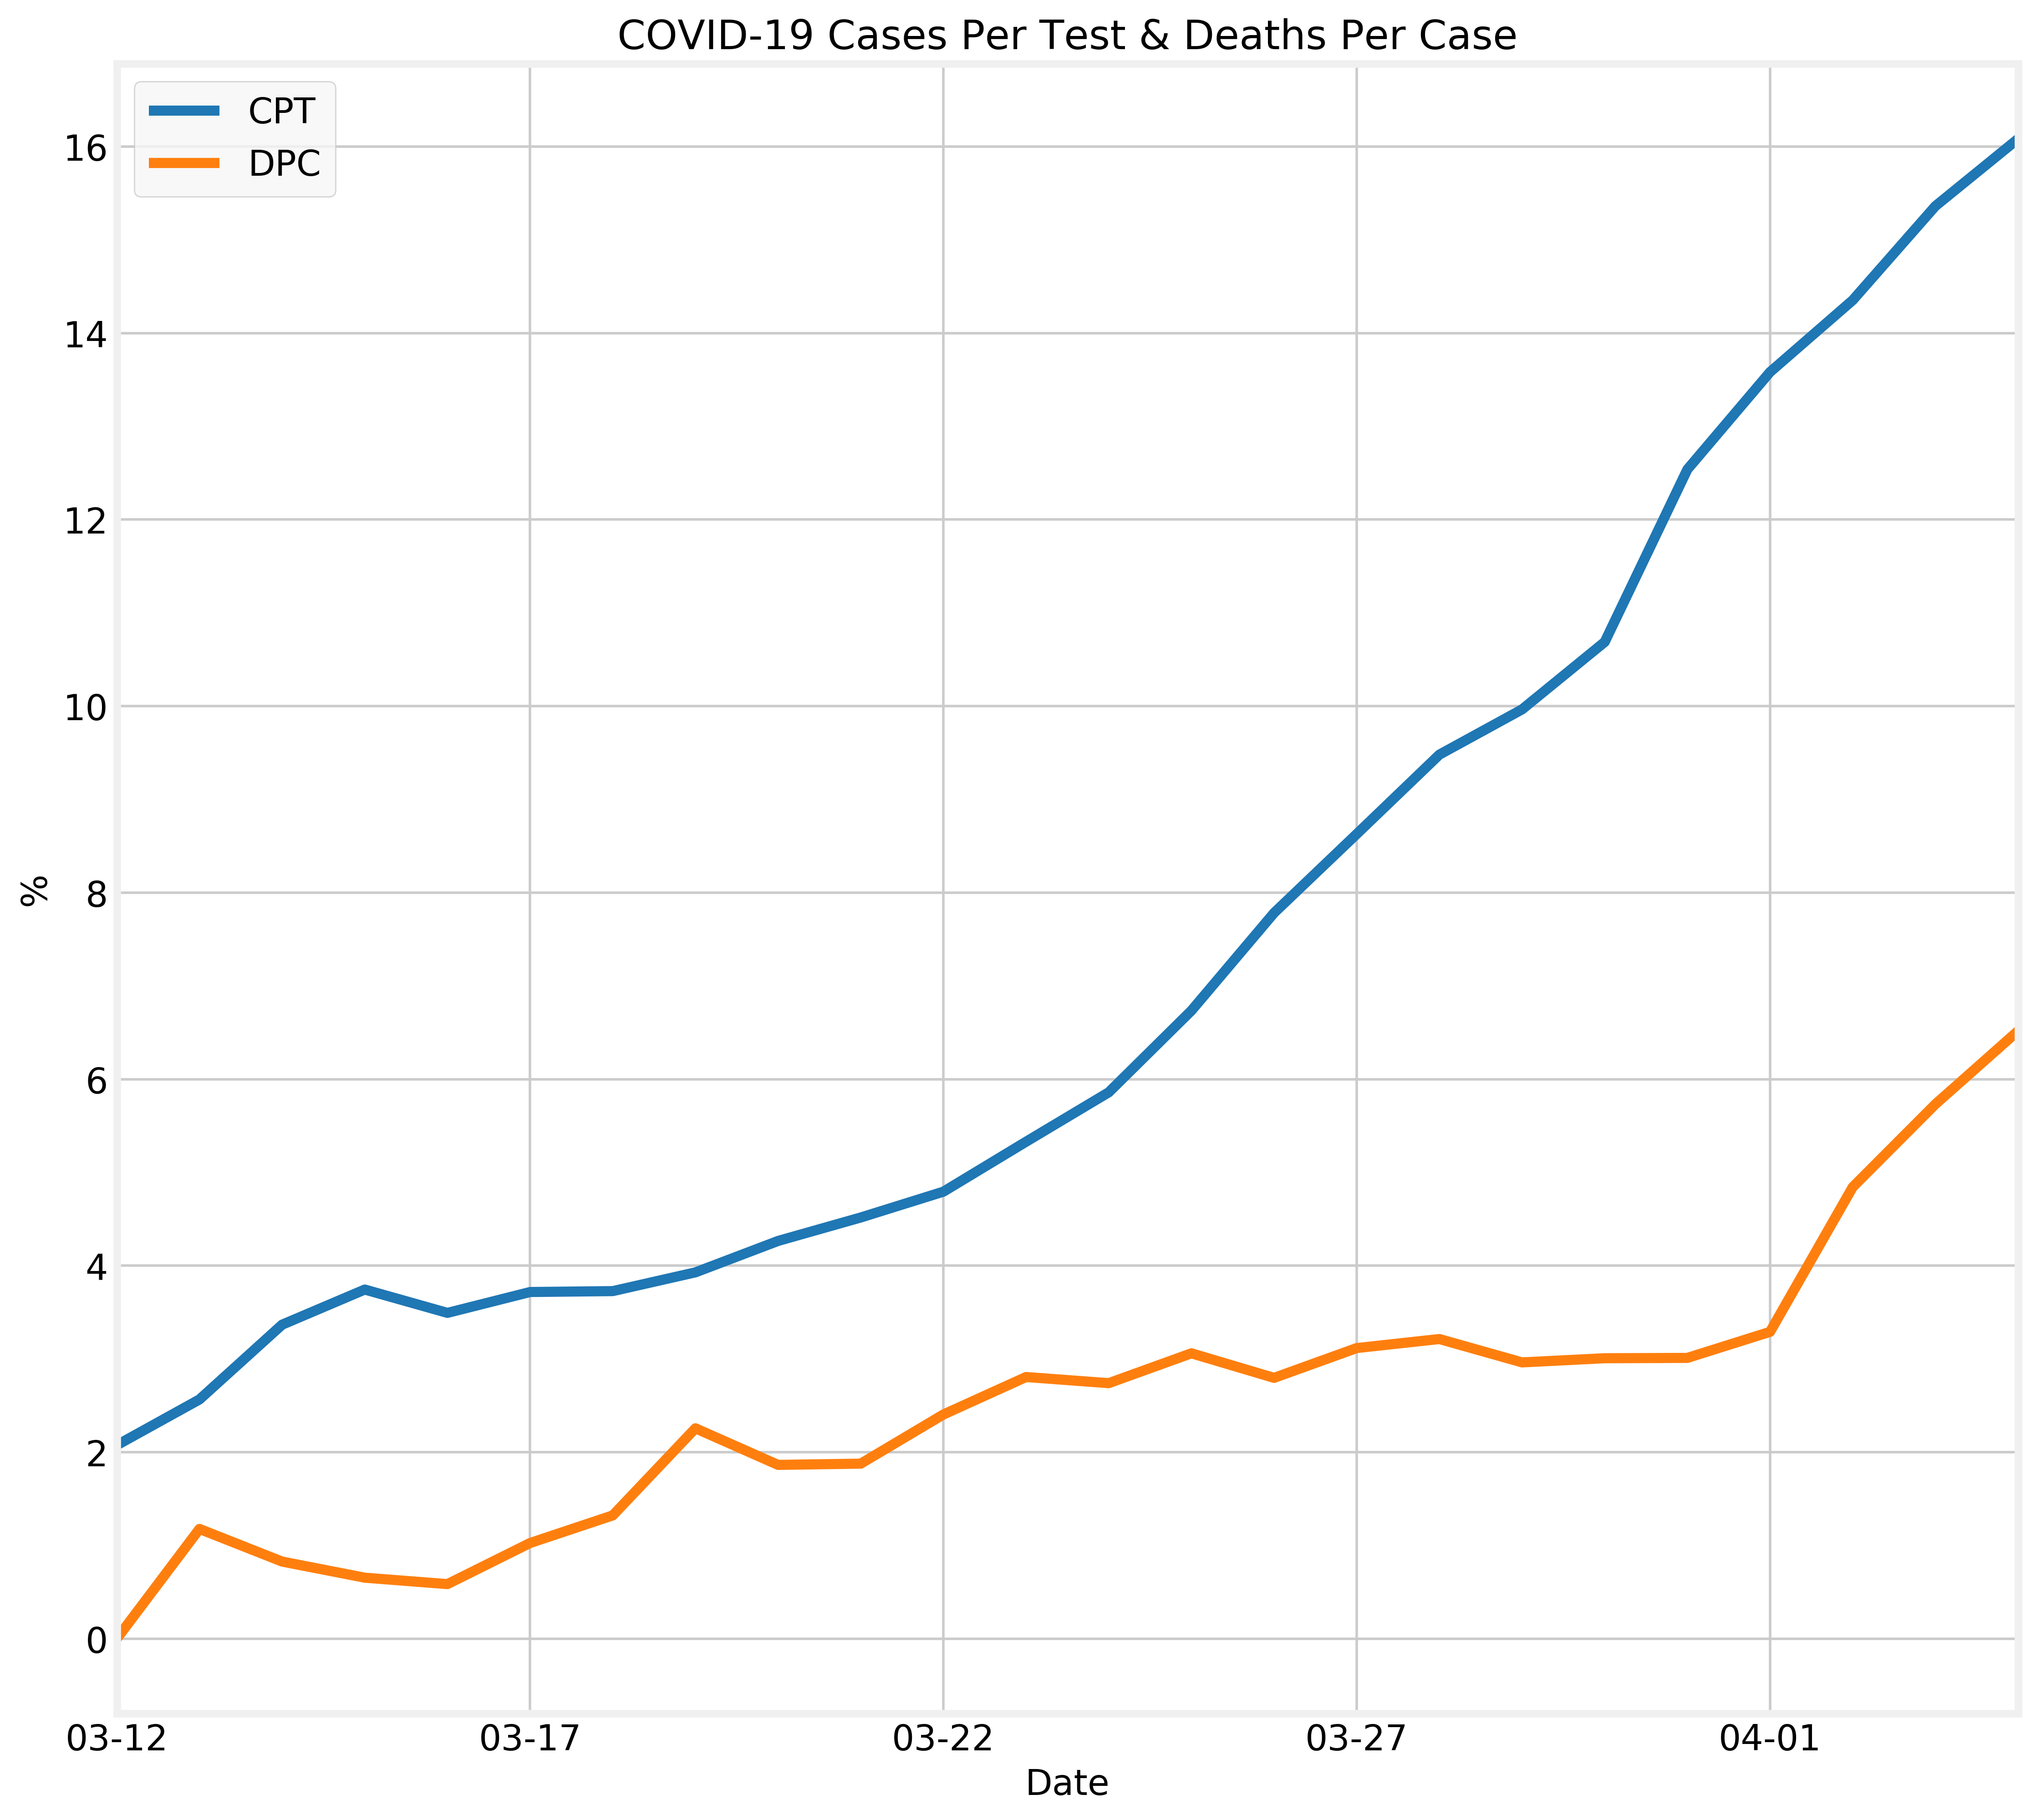 COVID-19 Cases Per Test & Deaths Per Case
CPT
DPC
16
14
12
10
8
6
4
2
0
%
03-12 03-17 03-22 03-27 04-01
Date